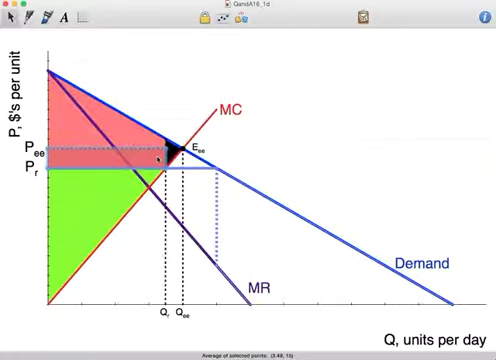 QandA16_1d
A
P, $'s per unit
MC
Pee
Eee
Pr
Demand
MR
Qr Qee
Q, units per day
Average of selected points: (3.49, 15)